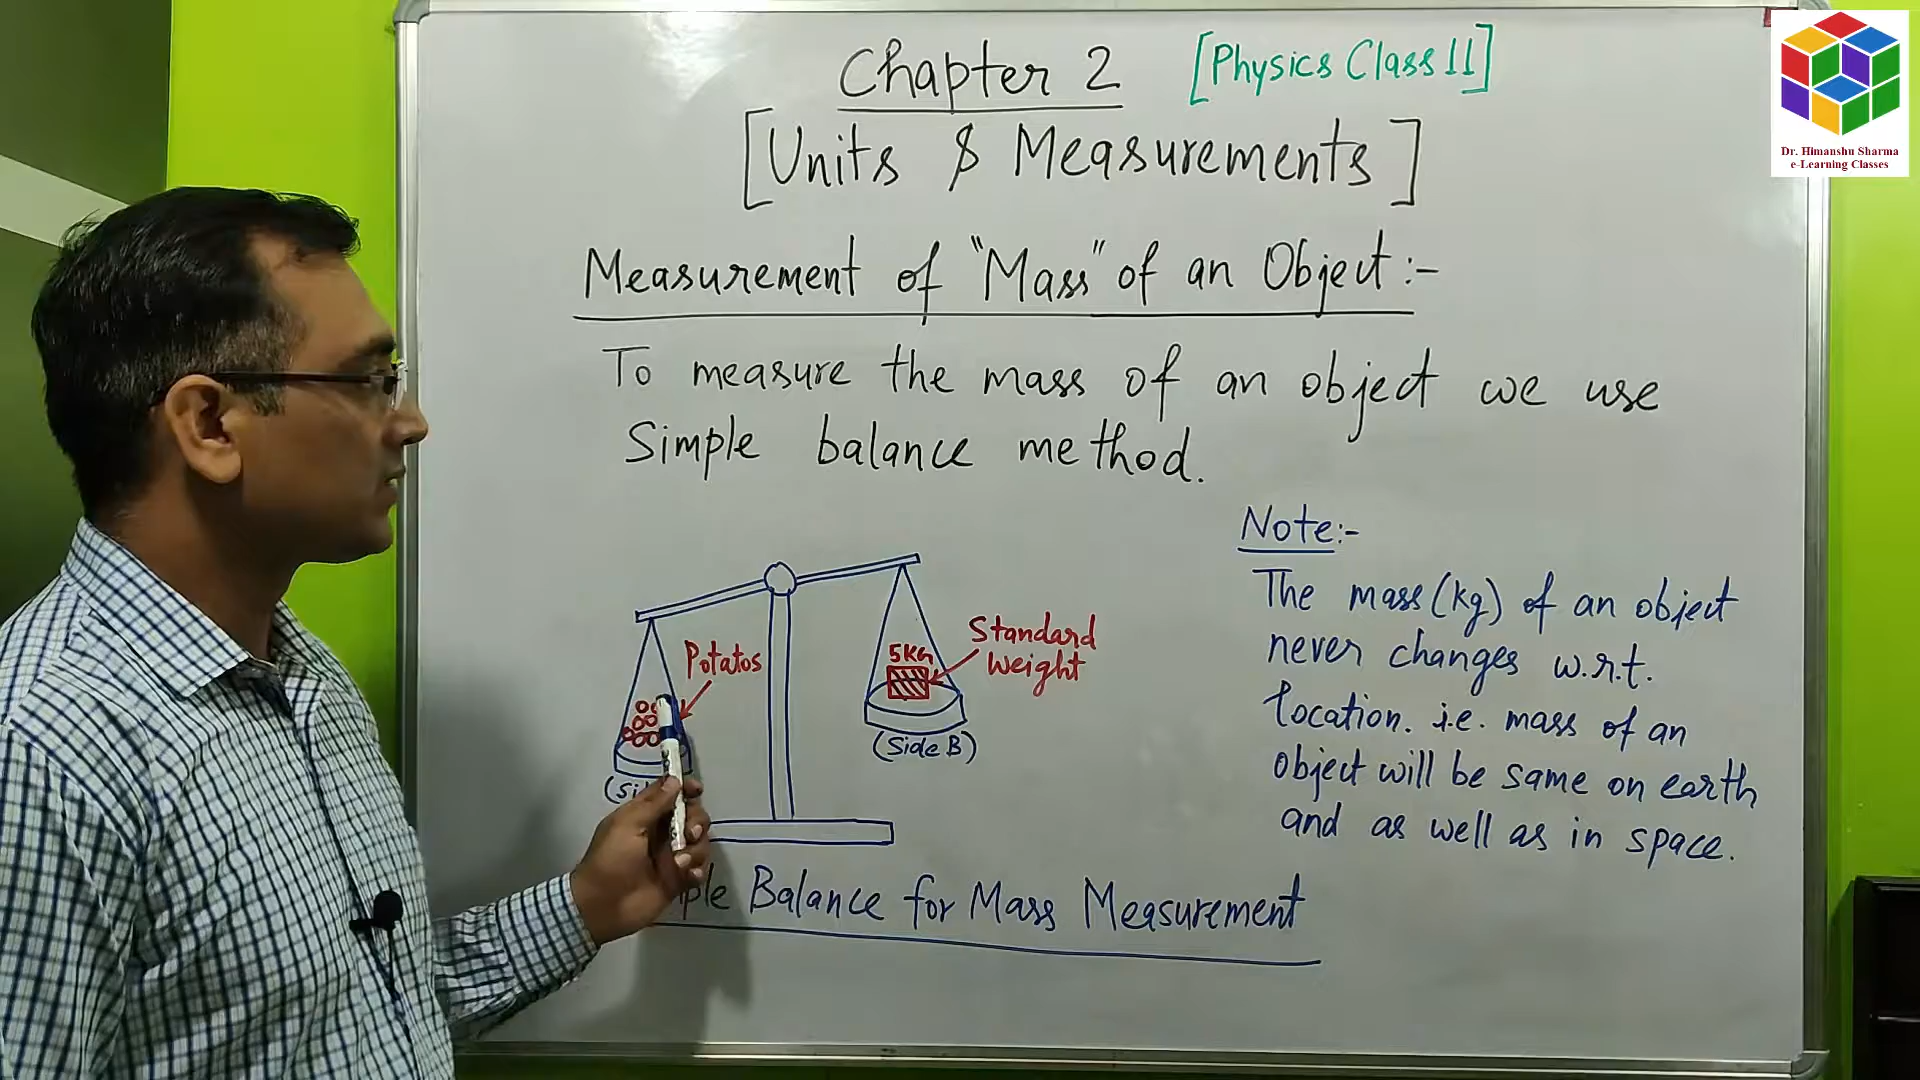 Chapter 2 [Physics Class 11]
[Units & Measurements]
Measurement of "Mass" of an Object:-
To measure the mass of an object we use
Simple balance method.
Note:-
The mass (kg) of an object
never changes w.r.t.
location. i.e. mass of an
object will be same on earth
and as well as in space.
Potatos
5KG
Standard
Weight
(Side B)
Balance for Mass Measurement
Dr. Himanshu Sharma
e-Learning Classes